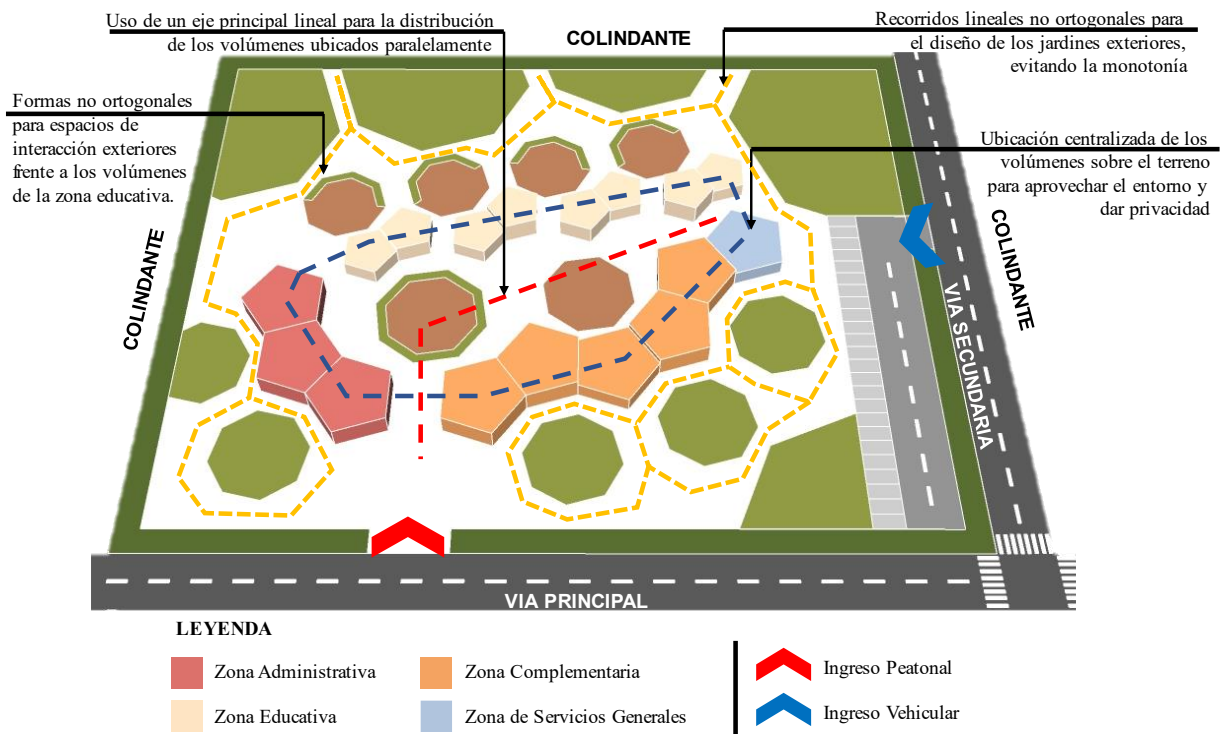 Uso de un eje principal lineal para la distribución
de los volúmenes ubicados paralelamente
COLINDANTE
Recorridos lineales no ortogonales para
el diseño de los jardines exteriores,
evitando la monotonía
Formas no ortogonales
para espacios de
interacción exteriores
frente a los volúmenes
de la zona educativa.
Ubicación centralizada de los
volúmenes sobre el terreno
para aprovechar el entorno y
dar privacidad
COLINDANTE
COLINDANTE
VIA SECUNDARIA
VIA PRINCIPAL
LEYENDA
Zona Administrativa
Zona Complementaria
Ingreso Peatonal
Zona Educativa
Zona de Servicios Generales
Ingreso Vehicular